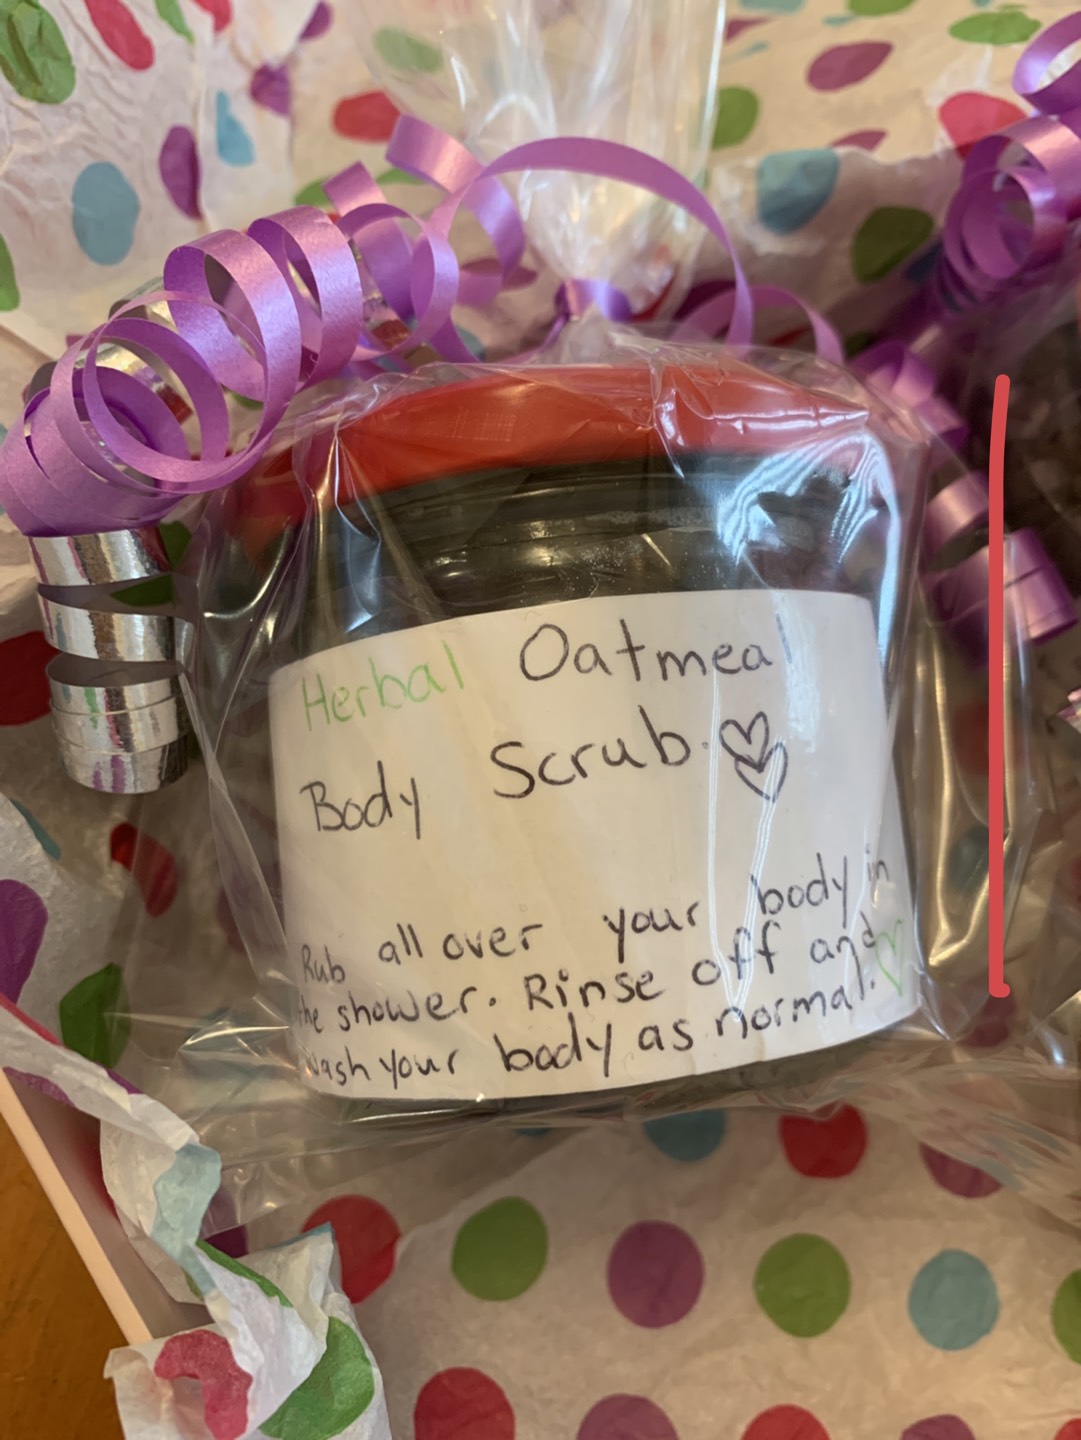 Herbal Oatmeal
Body Scrub
Rub all over your body in
the shower. Rinse off and
wash your body as normal.